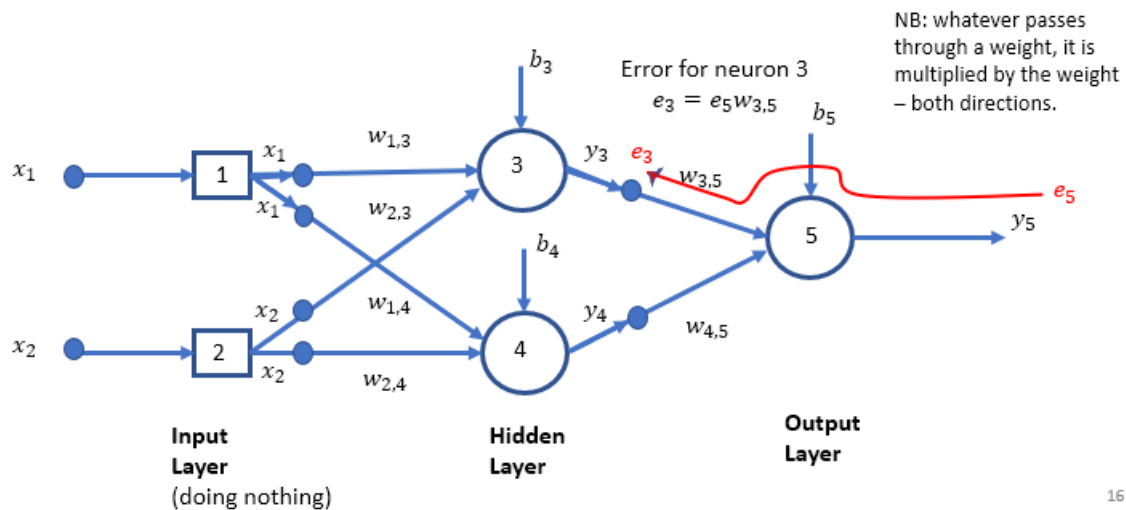 NB: whatever passes
through a weight, it is
multiplied by the weight
– both directions.
Error for neuron 3
e₃ = e₅w₃,₅
b₃
b₅
x₁
1
x₁
x₁
w₁,₃
w₂,₃
3
y₃
e₃
w₃,₅
e₅
5
y₅
b₄
x₂
2
x₂
x₂
w₁,₄
w₂,₄
4
y₄
w₄,₅
Input
Layer
(doing nothing)
Hidden
Layer
Output
Layer
16